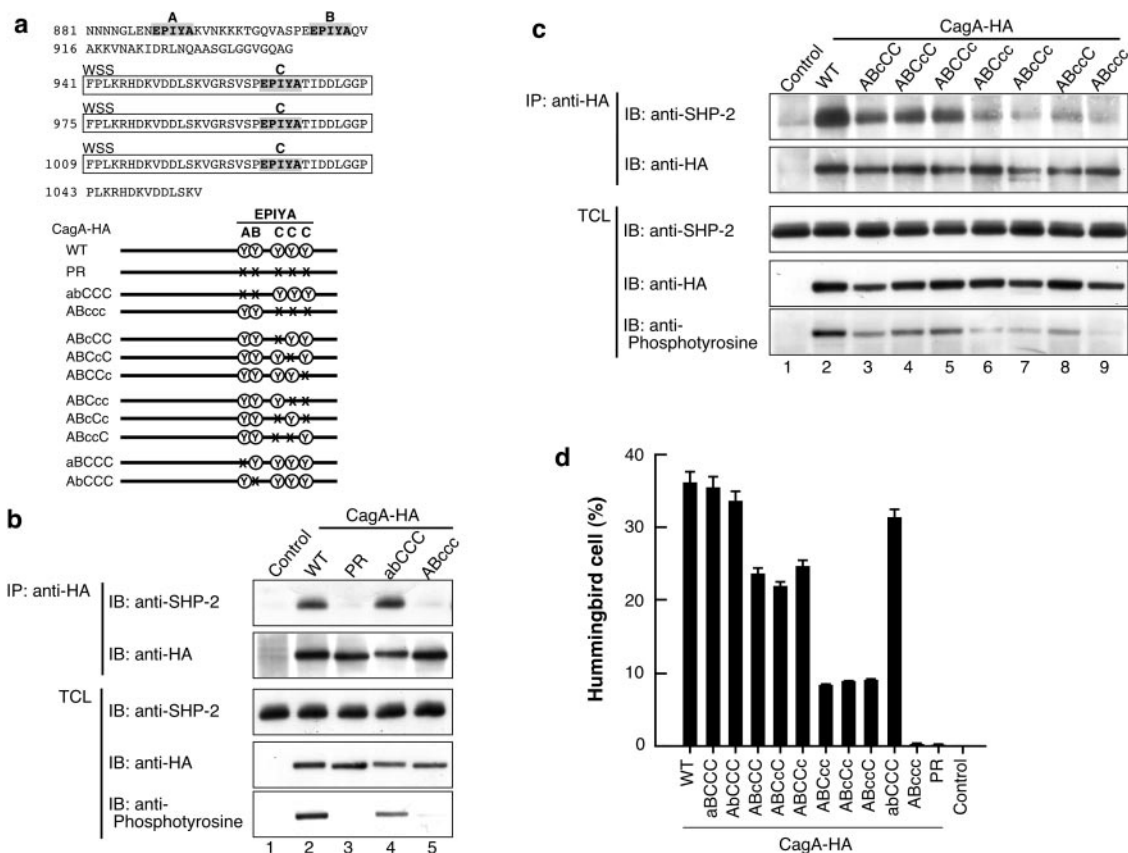 a
A B
881 NNNNGLENEPIYAKVNKKKTGQVASPEEPIYAQV
916 AKKVNAKIDRLNQAASGLGGVGQAG
WSS C
941 FPLKRHDKVDDLSKVGRSVSPEPIYATIDDLGGP
WSS C
975 FPLKRHDKVDDLSKVGRSVSPEPIYATIDDLGGP
WSS C
1009 FPLKRHDKVDDLSKVGRSVSPEPIYATIDDLGGP
1043 PLKRHDKVDDLSKV
EPIYA
CagA-HA A B C C C
WT Y Y Y Y Y
PR X X X X X
abCCC X X Y Y Y
ABccc Y Y X X X
ABcCC Y Y X Y Y
ABCcC Y Y Y X Y
ABCCc Y Y Y Y X
ABCcc Y Y Y X X
ABcCc Y Y X Y X
ABccC Y Y X X Y
aBCCC X Y Y Y Y
AbCCC Y X Y Y Y
b
CagA-HA
Control WT PR abCCC ABccc
IP: anti-HA
IB: anti-SHP-2
IB: anti-HA
TCL
IB: anti-SHP-2
IB: anti-HA
IB: anti-
Phosphotyrosine
1 2 3 4 5
c
CagA-HA
Control WT ABcCC ABCcC ABCCc ABCcc ABcCc ABccC ABccc
IP: anti-HA
IB: anti-SHP-2
IB: anti-HA
TCL
IB: anti-SHP-2
IB: anti-HA
IB: anti-
Phosphotyrosine
1 2 3 4 5 6 7 8 9
d
Hummingbird cell (%)
40
30
20
10
0
WT aBCCC AbCCC ABcCC ABCcC ABCCc ABCcc ABcCc ABccC abCCC ABccc PR Control
CagA-HA